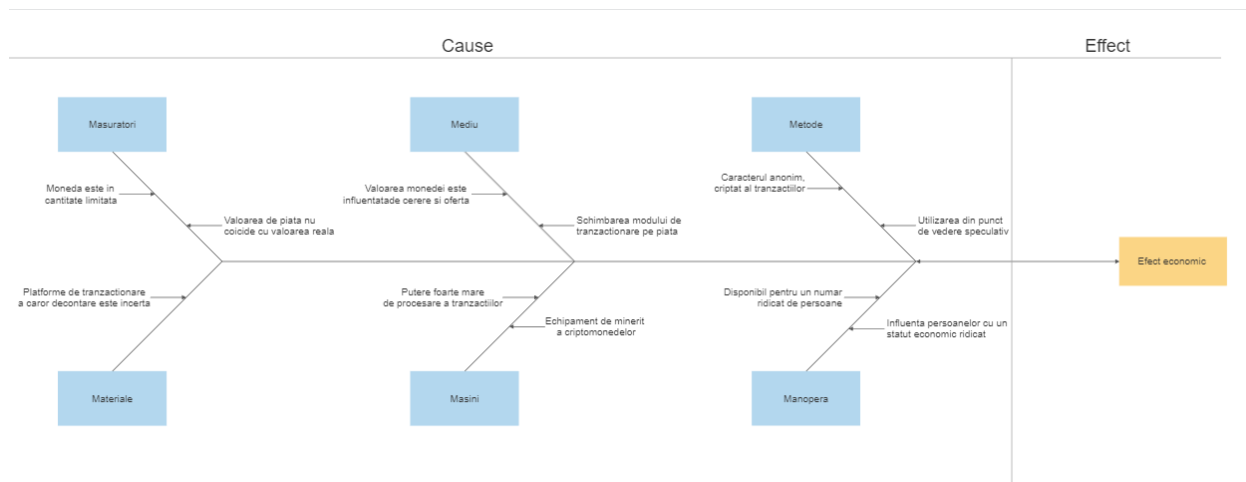 Cause
Effect
Masuratori
Mediu
Metode
Moneda este in
cantitate limitata
Valoarea de piata nu
coicide cu valoarea reala
Valoarea monedei este
influentatade cerere si oferta
Schimbarea modului de
tranzactionare pe piata
Caracterul anonim,
criptat al tranzactiilor
Utilizarea din punct
de vedere speculativ
Efect economic
Platforme de tranzactionare
a caror decontare este incerta
Putere foarte mare
de procesare a tranzactiilor
Echipament de minerit
a criptomonedelor
Disponibil pentru un numar
ridicat de persoane
Influenta persoanelor cu un
statut economic ridicat
Materiale
Masini
Manopera